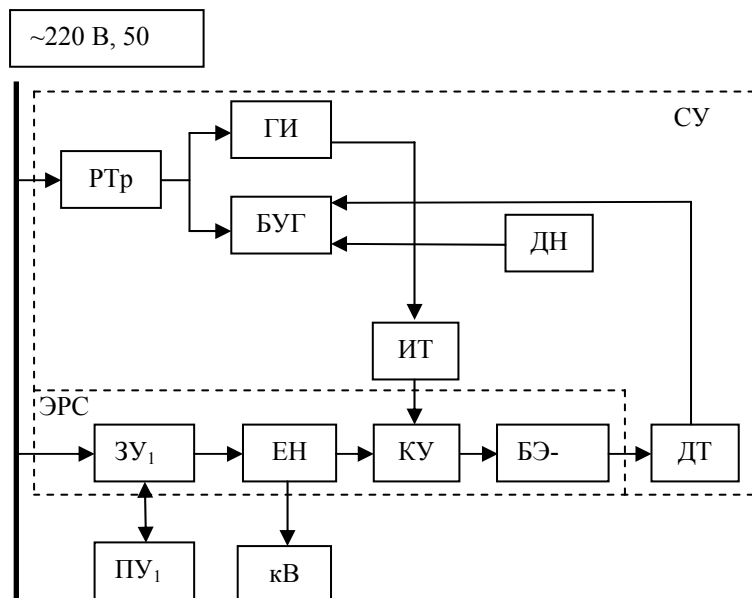 ~220 В, 50
СУ
ГИ
РТр
БУГ
ДН
ИТ
ЭРС
ЗУ₁
ЕН
КУ
БЭ-
ДТ
ПУ₁
кВ